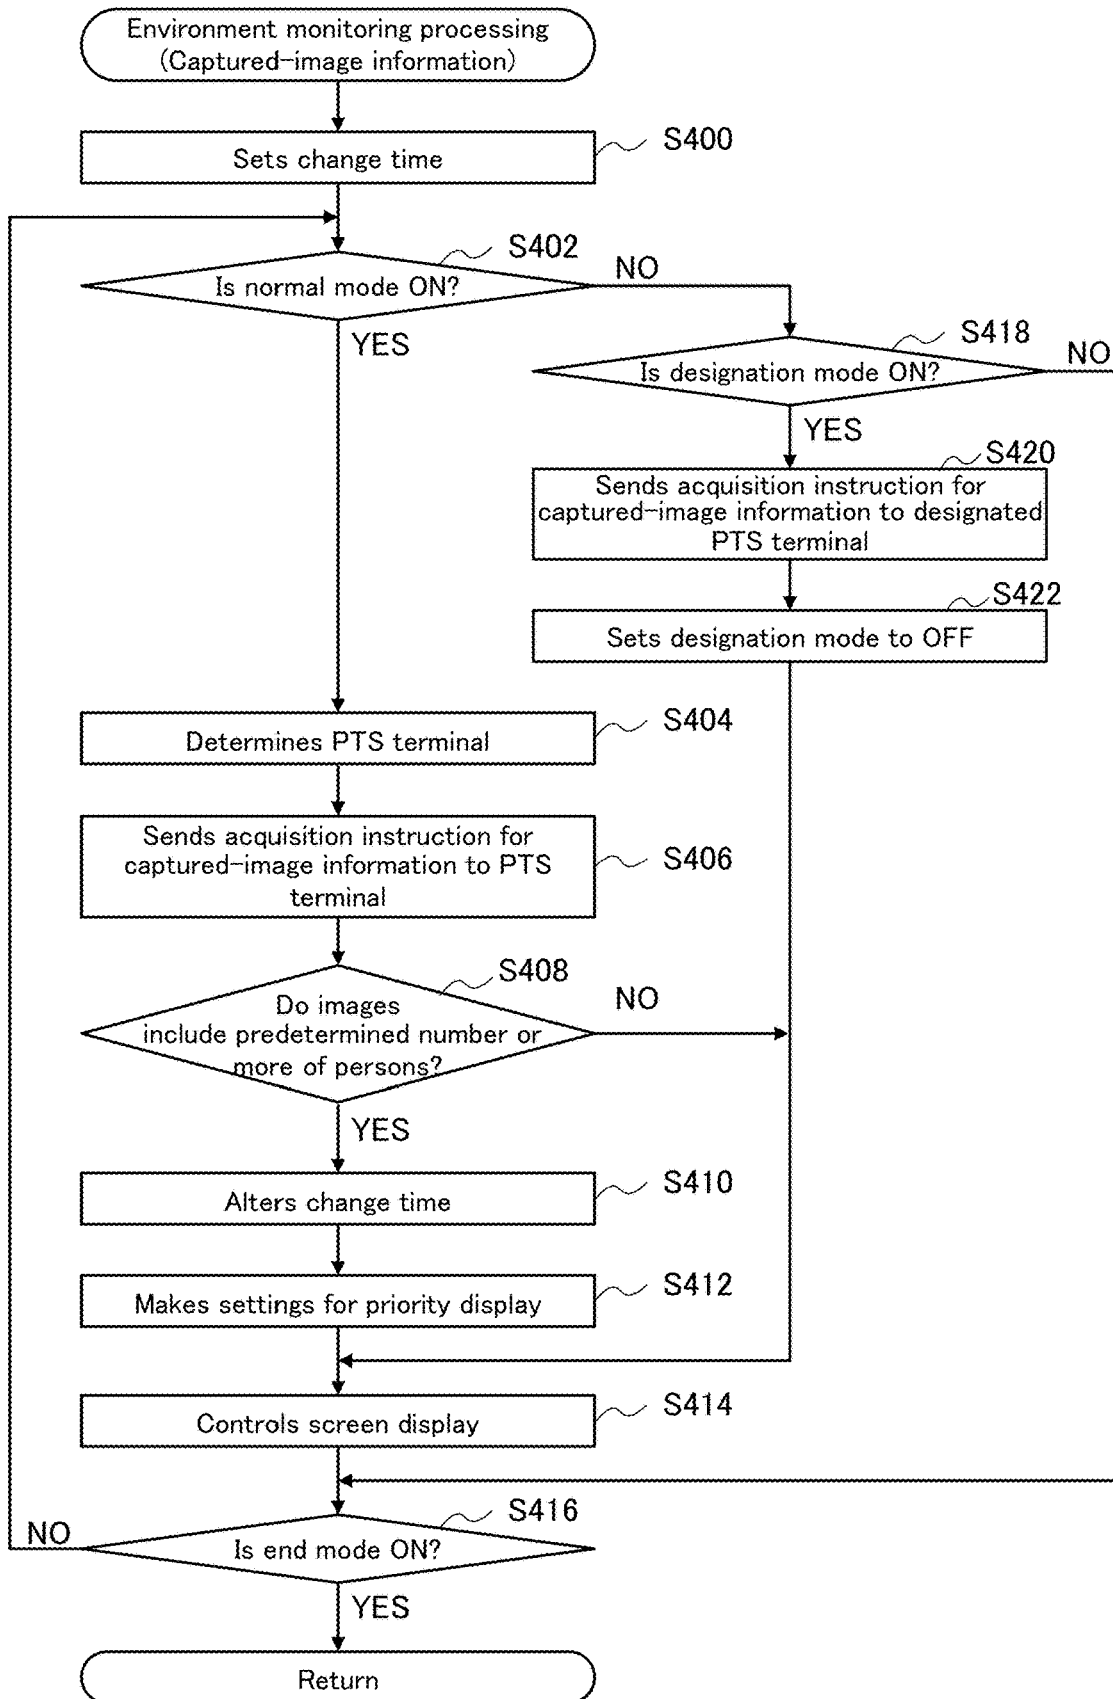 Environment monitoring processing
(Captured-image information)
S400
Sets change time
S402
Is normal mode ON?
NO
YES
S418
Is designation mode ON?
NO
YES
S420
Sends acquisition instruction for
captured-image information to designated
PTS terminal
S422
Sets designation mode to OFF
S404
Determines PTS terminal
Sends acquisition instruction for
captured-image information to PTS
terminal
S406
S408
Do images
include predetermined number or
more of persons?
NO
YES
S410
Alters change time
S412
Makes settings for priority display
S414
Controls screen display
S416
Is end mode ON?
NO
YES
Return